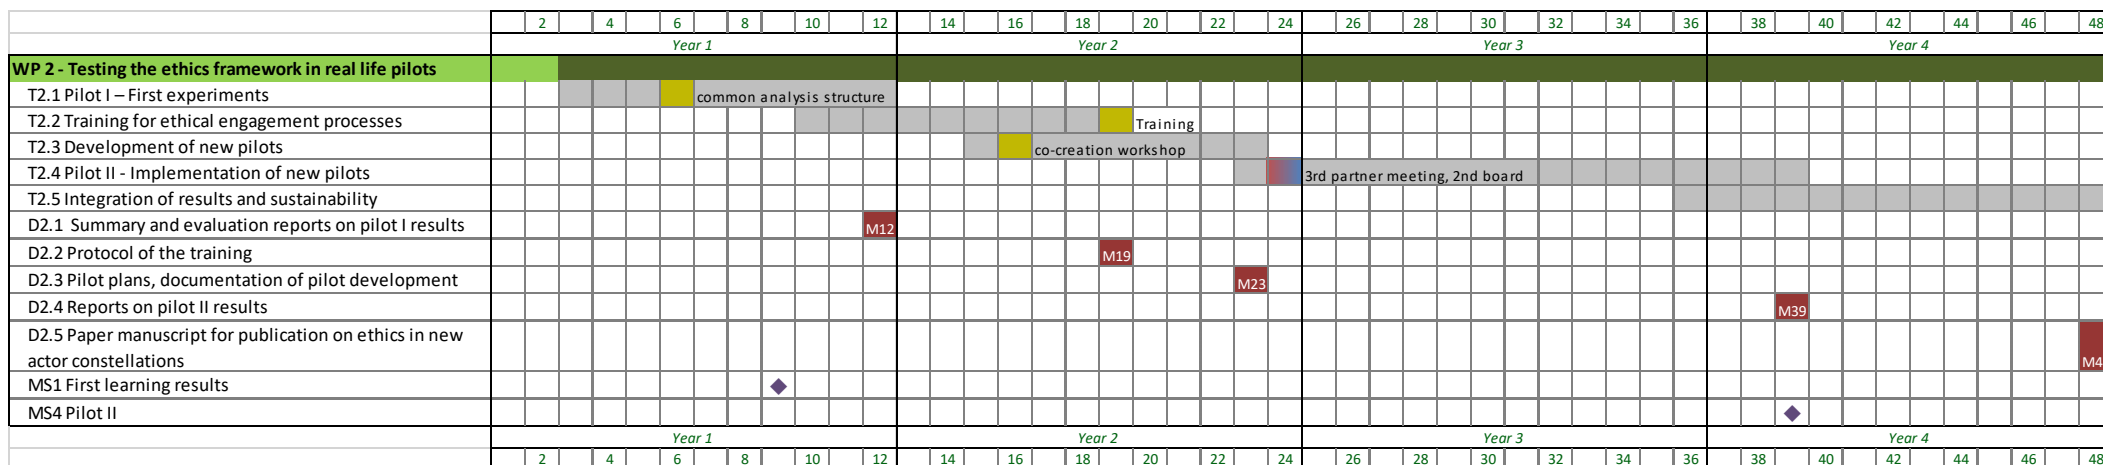 2 4 6 8 10 12 14 16 18 20 22 24 26 28 30 32 34 36 38 40 42 44 46 48
Year 1 Year 2 Year 3 Year 4
WP 2 - Testing the ethics framework in real life pilots
T2.1 Pilot I – First experiments common analysis structure
T2.2 Training for ethical engagement processes Training
T2.3 Development of new pilots co-creation workshop
T2.4 Pilot II - Implementation of new pilots 3rd partner meeting, 2nd board
T2.5 Integration of results and sustainability
D2.1 Summary and evaluation reports on pilot I results M12
D2.2 Protocol of the training M19
D2.3 Pilot plans, documentation of pilot development M23
D2.4 Reports on pilot II results M39
D2.5 Paper manuscript for publication on ethics in new
actor constellations M4
MS1 First learning results
MS4 Pilot II
Year 1 Year 2 Year 3 Year 4
2 4 6 8 10 12 14 16 18 20 22 24 26 28 30 32 34 36 38 40 42 44 46 48